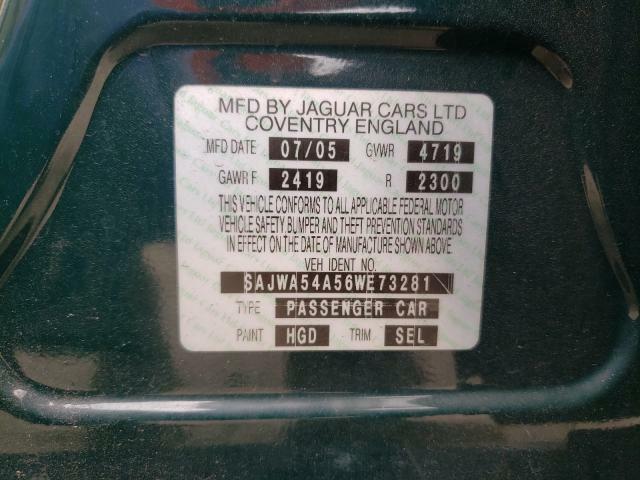 MFD BY JAGUAR CARS LTD
COVENTRY ENGLAND
MFD DATE 07/05 GVWR 4719
GAWR F 2419 R 2300
THIS VEHICLE CONFORMS TO ALL APPLICABLE FEDERAL MOTOR
VEHICLE SAFETY BUMPER AND THEFT PREVENTION STANDARDS
IN EFFECT ON THE DATE OF MANUFACTURE SHOWN ABOVE.
VEH IDENT NO.
SAJWA54A56WE73281
TYPE PASSENGER CAR
PAINT HGD TRIM SEL